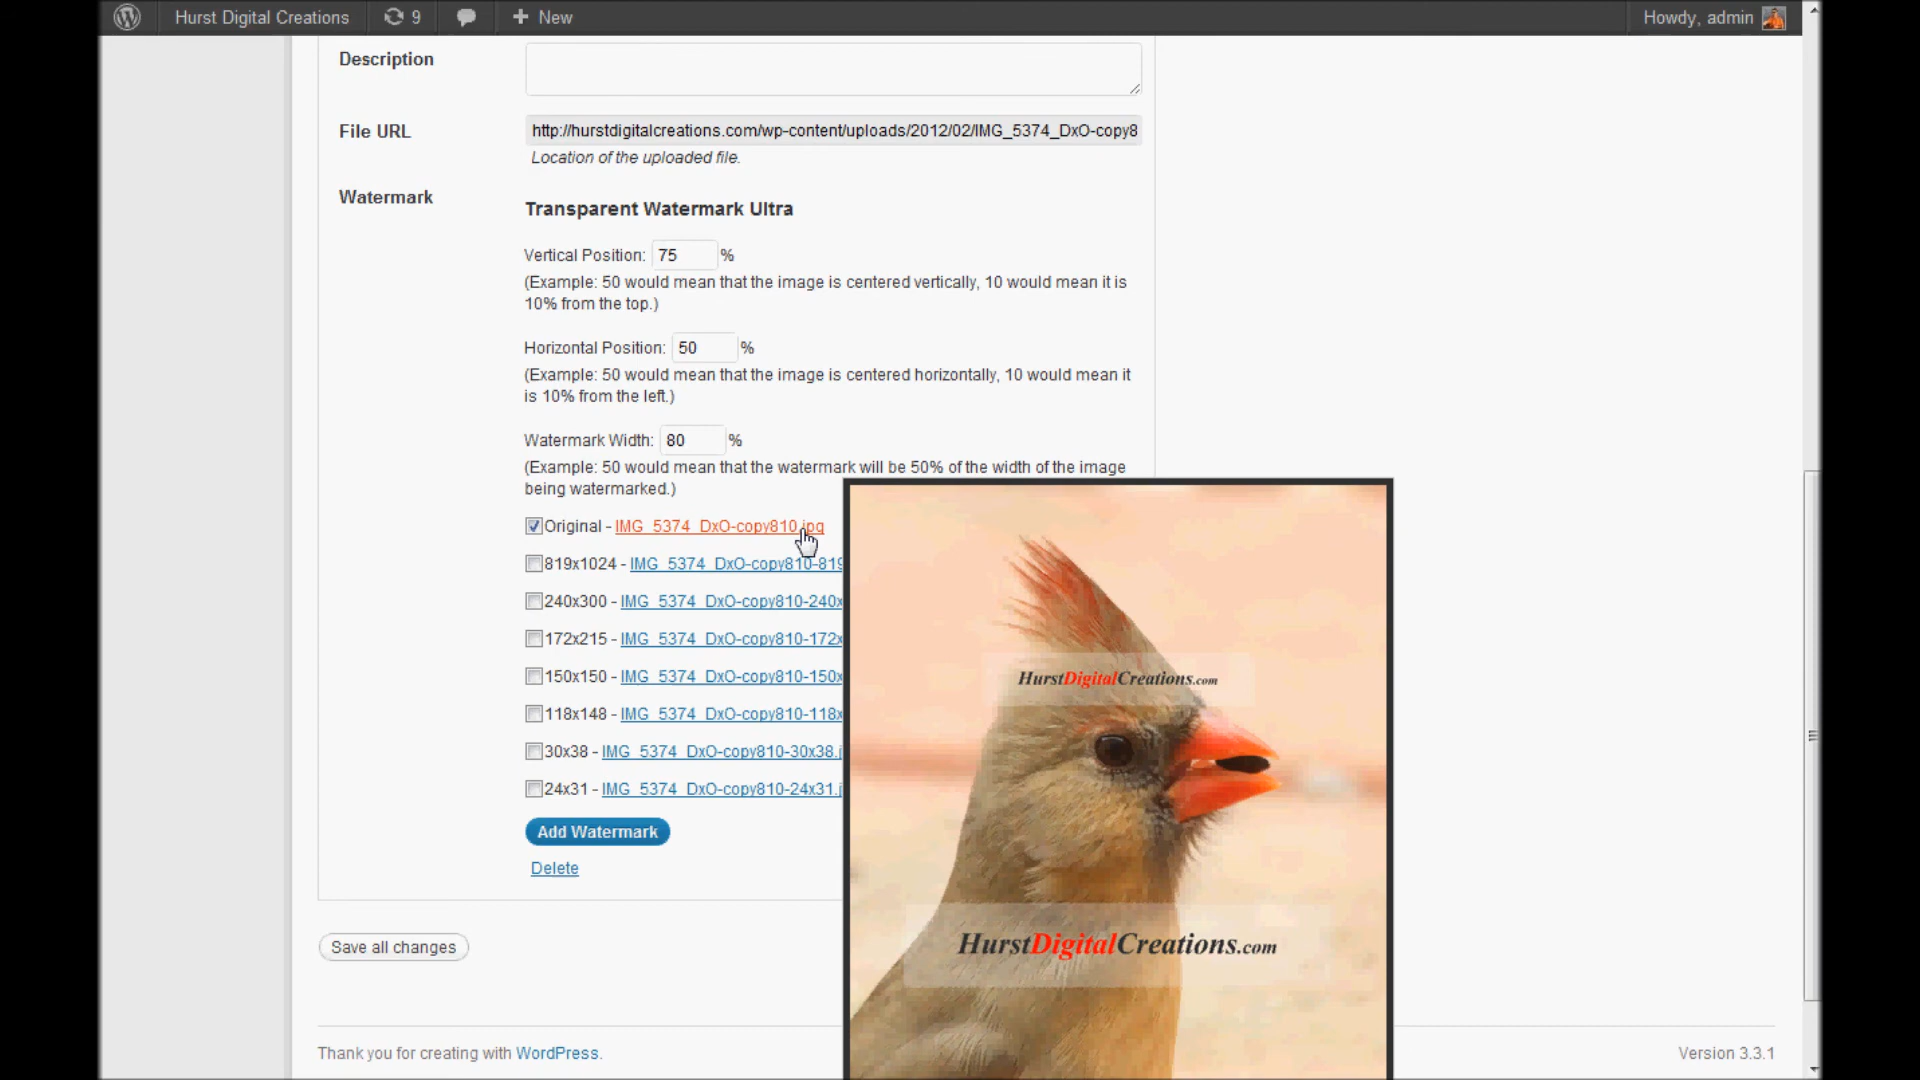 Hurst Digital Creations 9 New Howdy, admin
Description
File URL http://hurstdigitalcreations.com/wp-content/uploads/2012/02/IMG_5374_DxO-copy8
Location of the uploaded file.
Watermark
Transparent Watermark Ultra
Vertical Position: 75 %
(Example: 50 would mean that the image is centered vertically, 10 would mean it is
10% from the top.)
Horizontal Position: 50 %
(Example: 50 would mean that the image is centered horizontally, 10 would mean it
is 10% from the left.)
Watermark Width: 80 %
(Example: 50 would mean that the watermark will be 50% of the width of the image
being watermarked.)
Original - IMG_5374_DxO-copy810.jpg
819x1024 - IMG_5374_DxO-copy810-819
240x300 - IMG_5374_DxO-copy810-240x
172x215 - IMG_5374_DxO-copy810-172x
150x150 - IMG_5374_DxO-copy810-150x
118x148 - IMG_5374_DxO-copy810-118x
30x38 - IMG_5374_DxO-copy810-30x38.j
24x31 - IMG_5374_DxO-copy810-24x31.j
Add Watermark
Delete
HurstDigitalCreations.com
HurstDigitalCreations.com
Save all changes
Thank you for creating with WordPress. Version 3.3.1